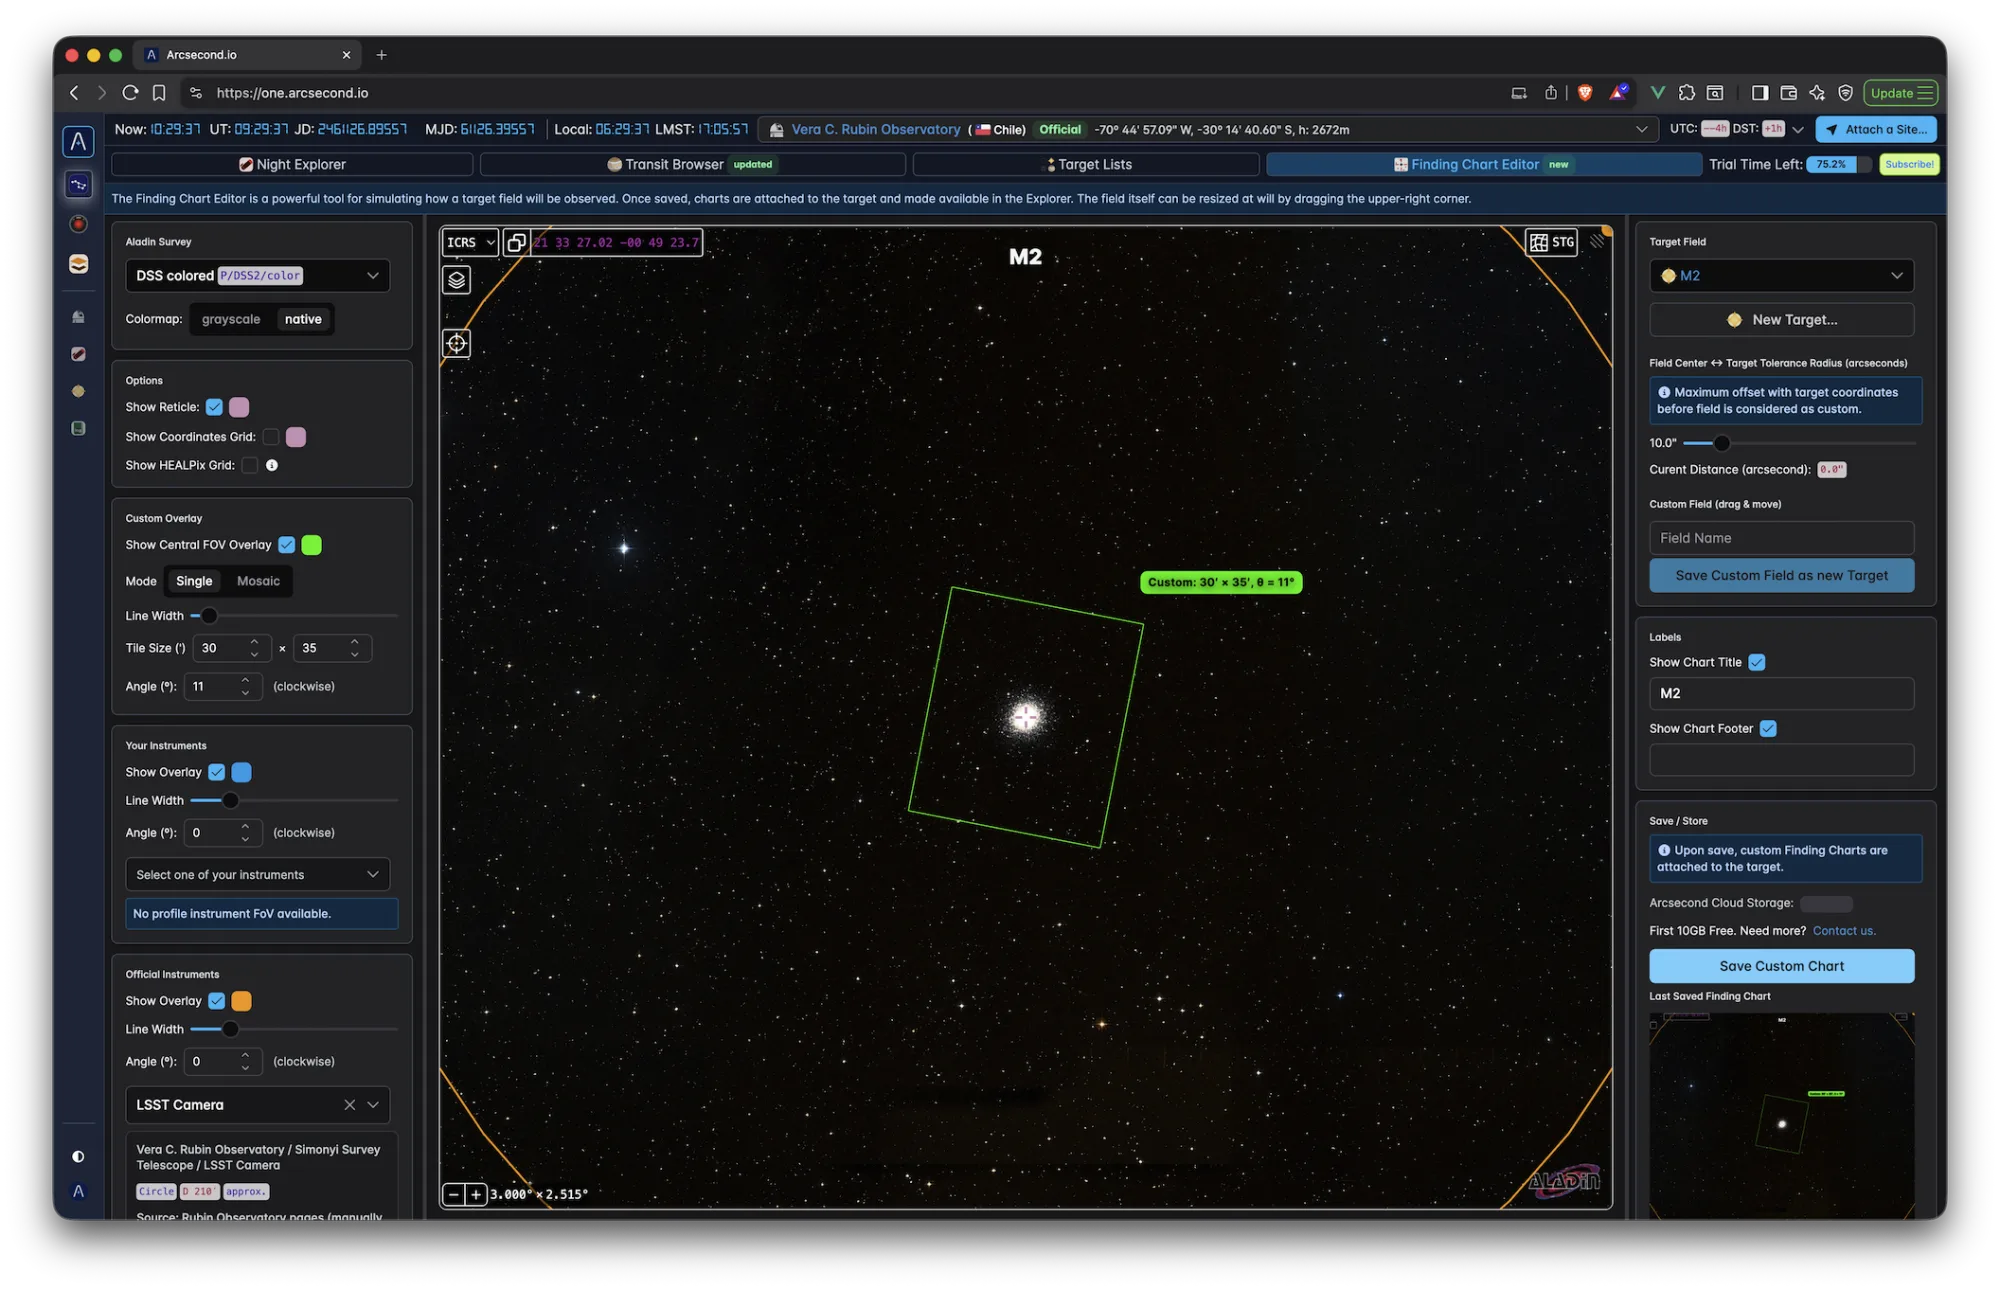 Arcsecond.io
https://one.arcsecond.io
Update
Now: 10:29:37 UT: 09:29:37 JD: 2461126.89557 MJD: 61126.39557 Local: 06:29:37 LMST: 17:05:57
Vera C. Rubin Observatory ( Chile) Official -70° 44' 57.09" W, -30° 14' 40.60" S, h: 2672m
UTC: −4h DST: +1h Attach a Site...
Night Explorer
Transit Browser updated
Target Lists
Finding Chart Editor new
Trial Time Left: 75.2% Subscribe!
The Finding Chart Editor is a powerful tool for simulating how a target field will be observed. Once saved, charts are attached to the target and made available in the Explorer. The field itself can be resized at will by dragging the upper-right corner.
Aladin Survey
DSS colored P/DSS2/color
Colormap: grayscale native
Options
Show Reticle:
Show Coordinates Grid:
Show HEALPix Grid:
Custom Overlay
Show Central FOV Overlay
Mode Single Mosaic
Line Width
Tile Size (') 30 × 35
Angle (°): 11 (clockwise)
Your Instruments
Show Overlay
Line Width
Angle (°): 0 (clockwise)
Select one of your instruments
No profile instrument FoV available.
Official Instruments
Show Overlay
Line Width
Angle (°): 0 (clockwise)
LSST Camera
Vera C. Rubin Observatory / Simonyi Survey
Telescope / LSST Camera
Circle D 210' approx.
Source: Rubin Observatory pages (manually
ICRS 21 33 27.02 -00 49 23.7
M2
STG
Custom: 30' × 35', θ = 11°
3.000° × 2.515°
ALADIN
Target Field
M2
New Target...
Field Center ↔ Target Tolerance Radius (arcseconds)
Maximum offset with target coordinates
before field is considered as custom.
10.0"
Curent Distance (arcsecond): 0.0"
Custom Field (drag & move)
Field Name
Save Custom Field as new Target
Labels
Show Chart Title
M2
Show Chart Footer
Save / Store
Upon save, custom Finding Charts are
attached to the target.
Arcsecond Cloud Storage:
First 10GB Free. Need more? Contact us.
Save Custom Chart
Last Saved Finding Chart
M2